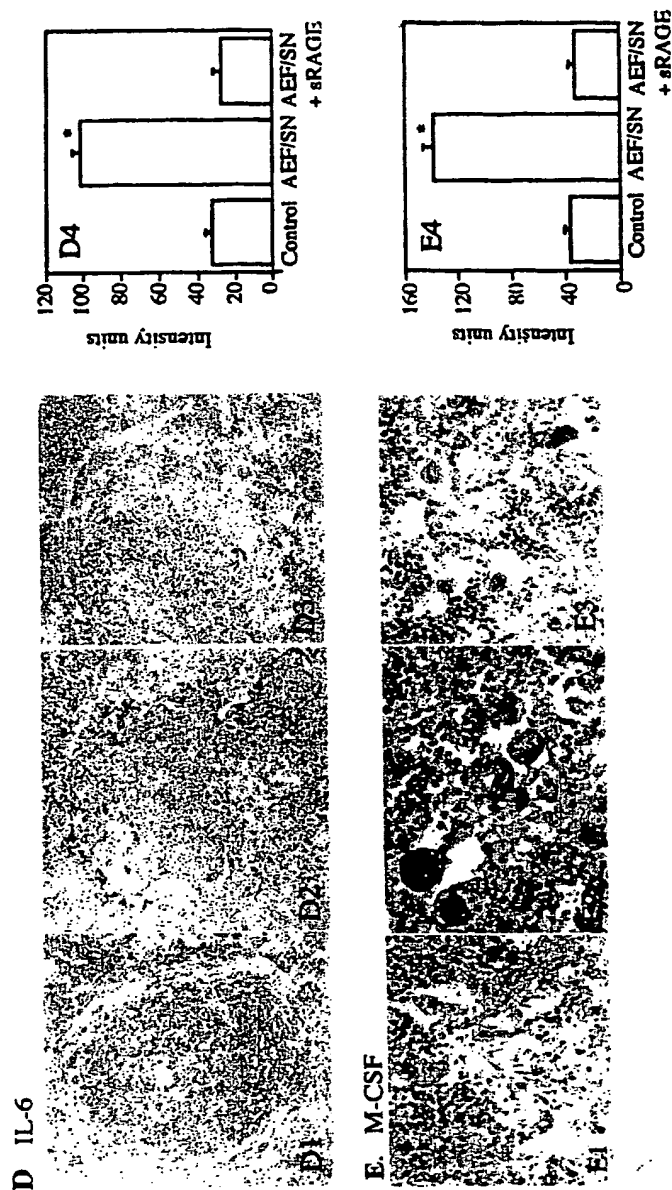 D IL-6
D1
D2
D3
D4
Intensity units
120
100
80
60
40
20
0
*
Control AEF/SN AEF/SN
+ sRAGE
E. M-CSF
E1
E3
E4
Intensity units
160
120
80
40
0
*
Control AEF/SN AEF/SN
+ sRAGE